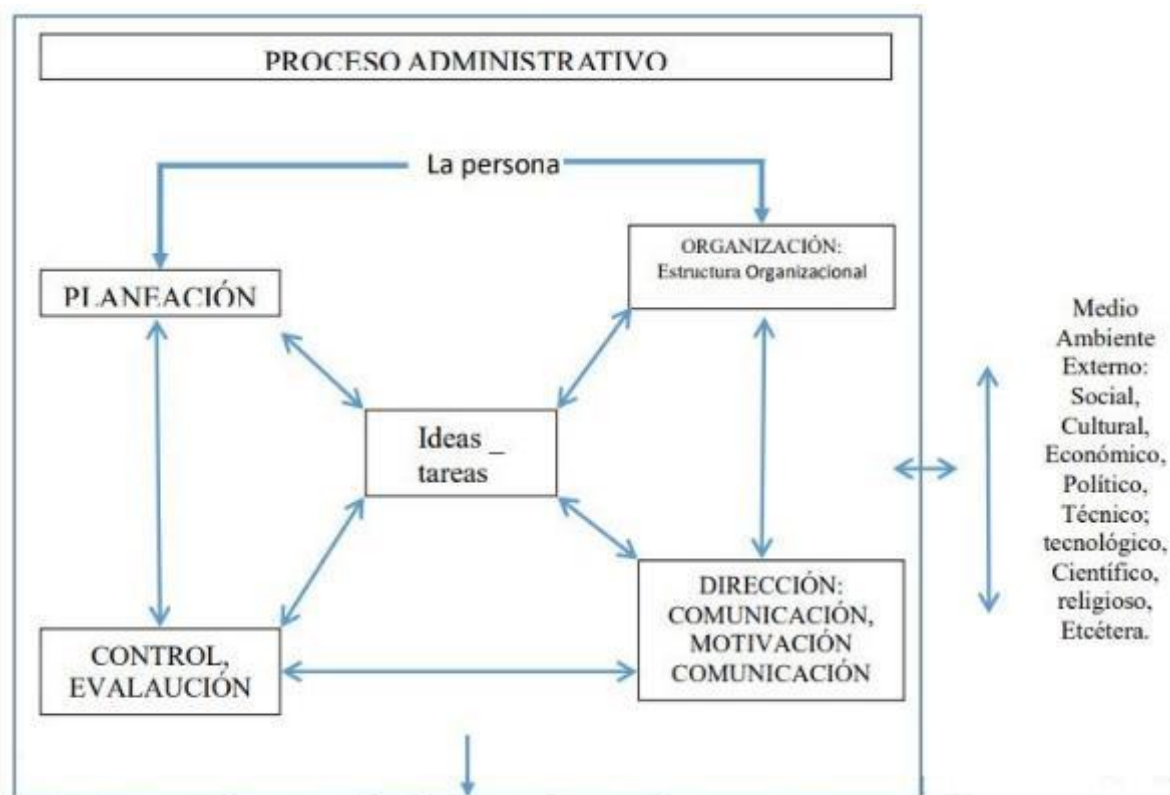 PROCESO ADMINISTRATIVO
La persona
PLANEACIÓN
ORGANIZACIÓN:
Estructura Organizacional
Ideas _
tareas
CONTROL,
EVALAUCIÓN
DIRECCIÓN:
COMUNICACIÓN,
MOTIVACIÓN
COMUNICACIÓN
Medio
Ambiente
Externo:
Social,
Cultural,
Económico,
Político,
Técnico;
tecnológico,
Científico,
religioso,
Etcétera.